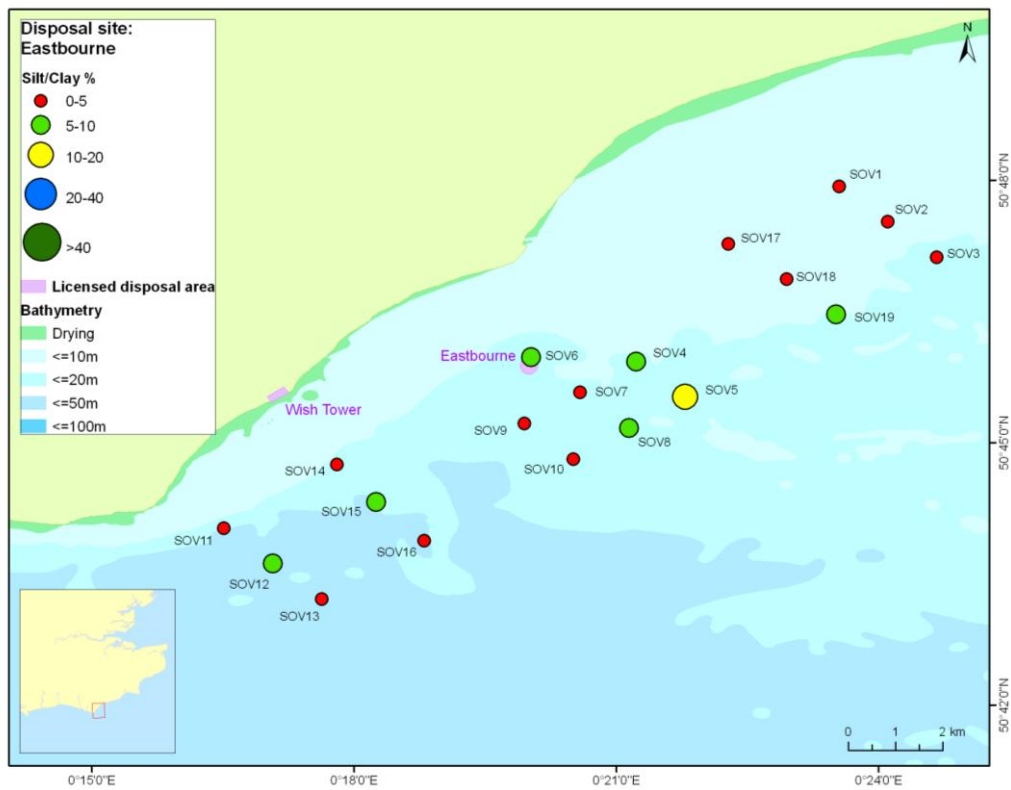 Disposal site:
Eastbourne
Silt/Clay %
0-5
5-10
10-20
20-40
>40
Licensed disposal area
Bathymetry
Drying
<=10m
<=20m
<=50m
<=100m
N
SOV1
SOV2
SOV17
SOV3
SOV18
SOV19
Eastbourne
SOV6
SOV4
SOV7
SOV5
Wish Tower
SOV9
SOV8
SOV14
SOV10
SOV15
SOV11
SOV16
SOV12
SOV13
0 1 2 km
50°48'0"N
50°45'0"N
50°42'0"N
0°15'0"E
0°18'0"E
0°21'0"E
0°24'0"E